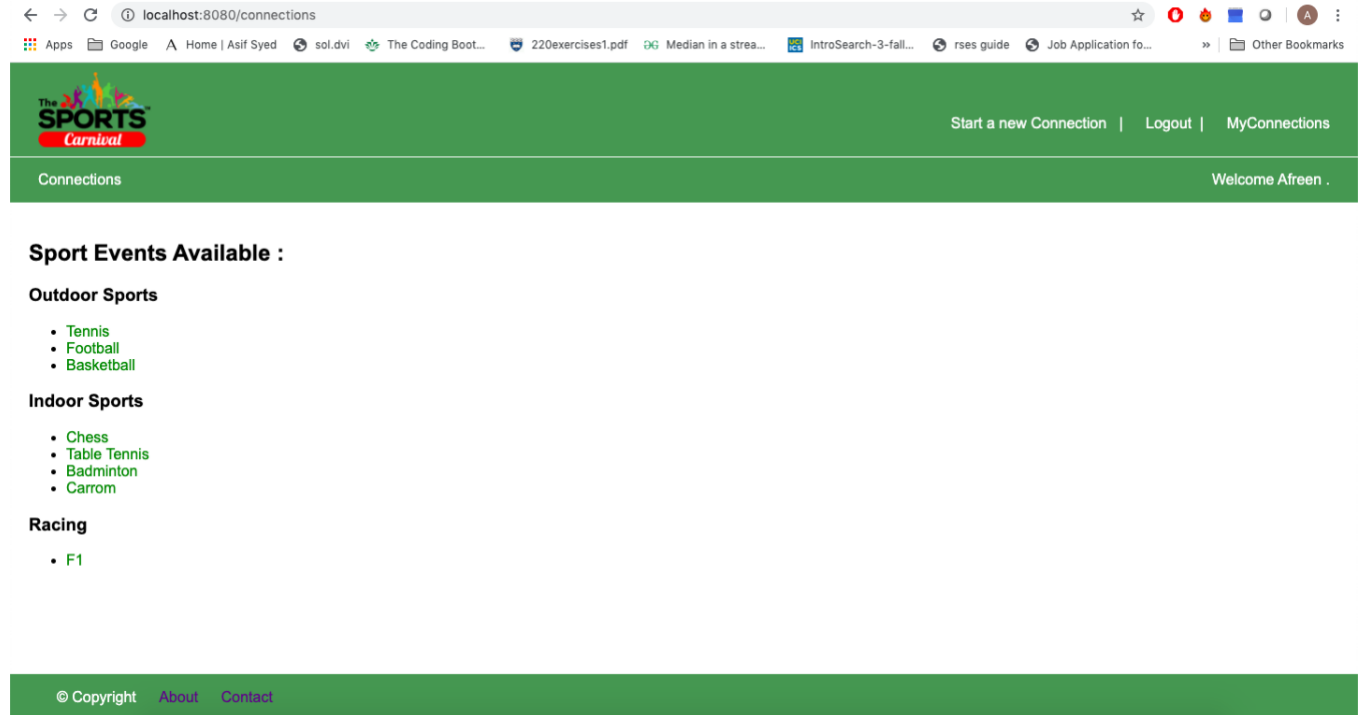 localhost:8080/connections
Apps Google Home | Asif Syed sol.dvi The Coding Boot... 220exercises1.pdf Median in a strea... UCI ICS IntroSearch-3-fall... rses guide Job Application fo... » Other Bookmarks
The
SPORTS™
Carnival
Start a new Connection | Logout | MyConnections
Connections Welcome Afreen .
Sport Events Available :
Outdoor Sports
• Tennis
• Football
• Basketball
Indoor Sports
• Chess
• Table Tennis
• Badminton
• Carrom
Racing
• F1
© Copyright About Contact